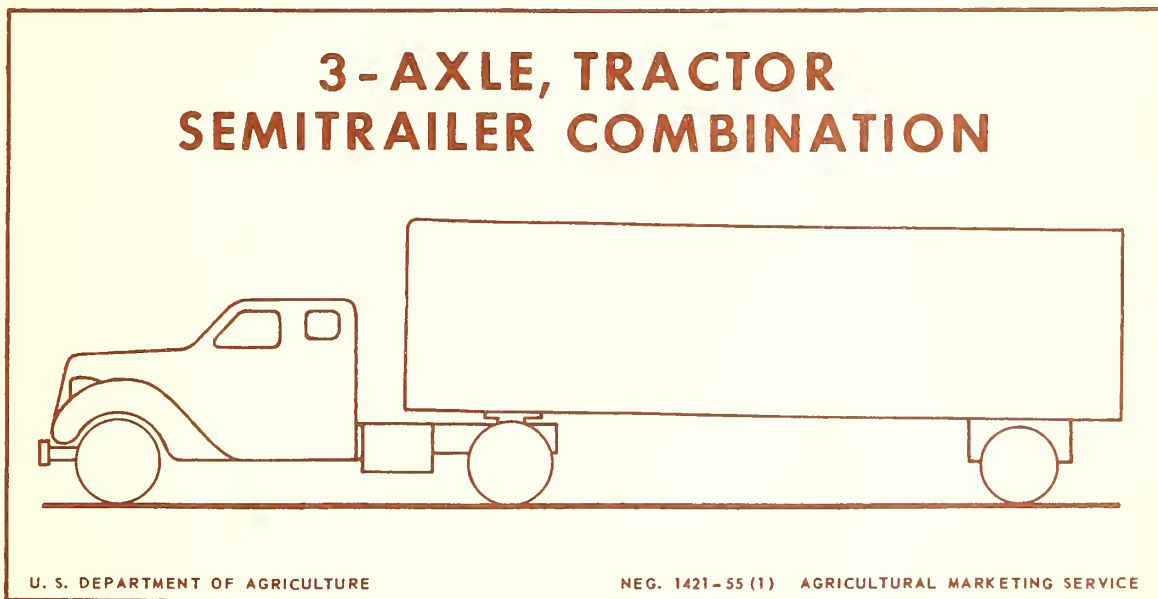 3-AXLE, TRACTOR
SEMITRAILER COMBINATION
U. S. DEPARTMENT OF AGRICULTURE NEG. 1421-55 (1) AGRICULTURAL MARKETING SERVICE